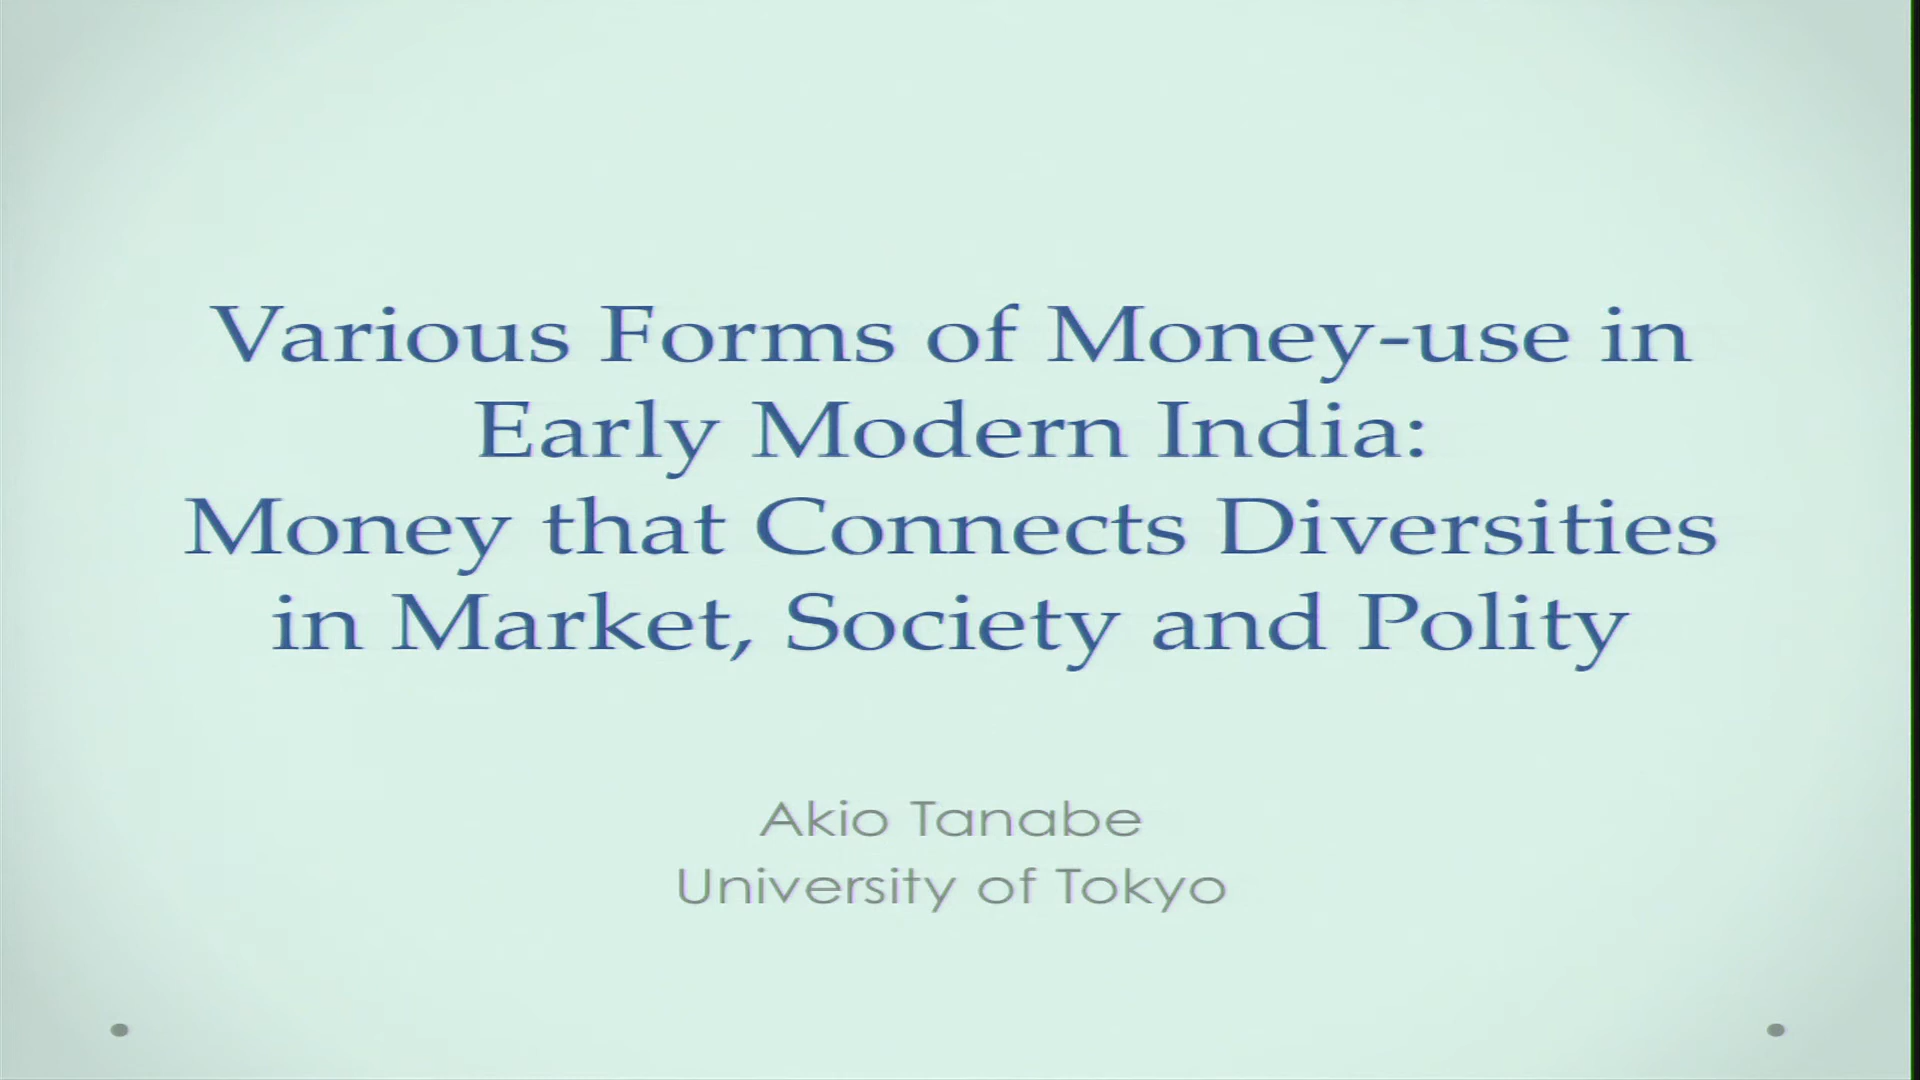 Various Forms of Money-use in
Early Modern India:
Money that Connects Diversities
in Market, Society and Polity
Akio Tanabe
University of Tokyo